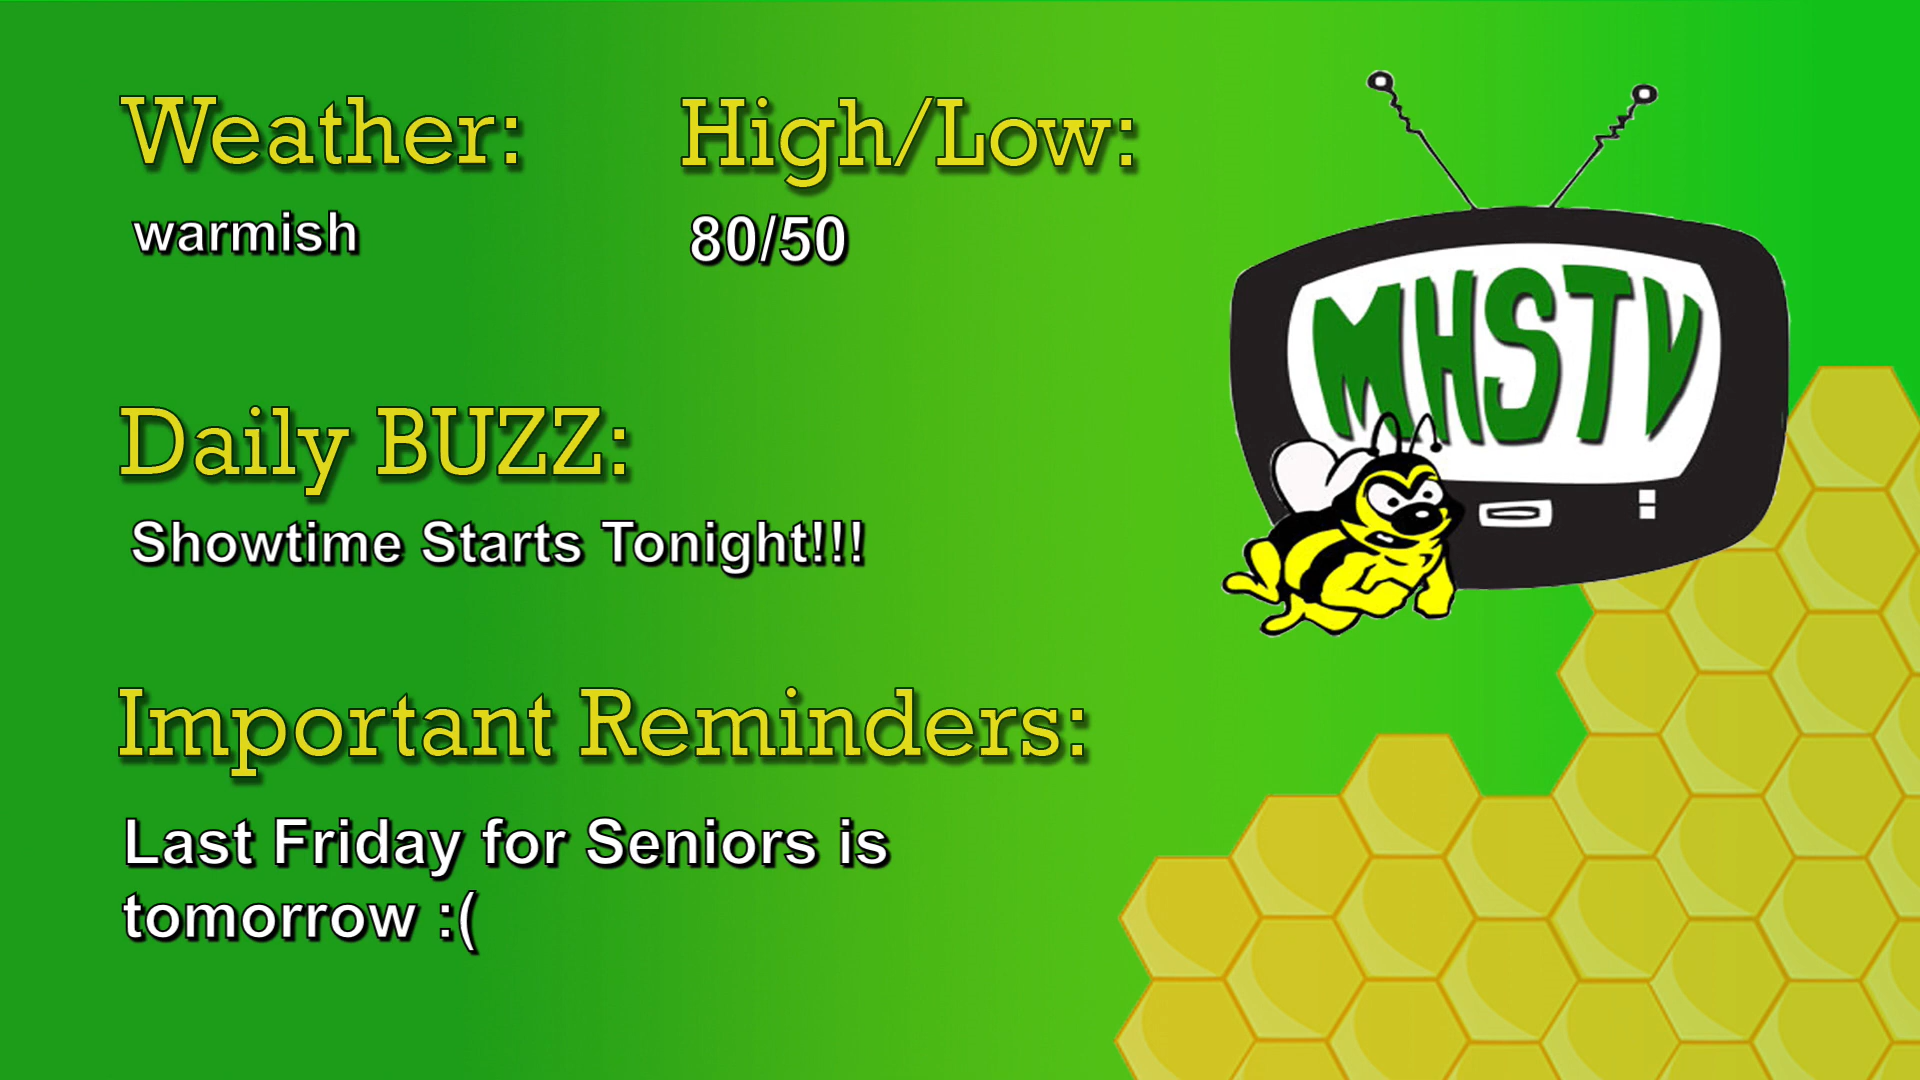 Weather:
High/Low:
warmish
80/50
MHSTV
Daily BUZZ:
Showtime Starts Tonight!!!
Important Reminders:
Last Friday for Seniors is
tomorrow :(